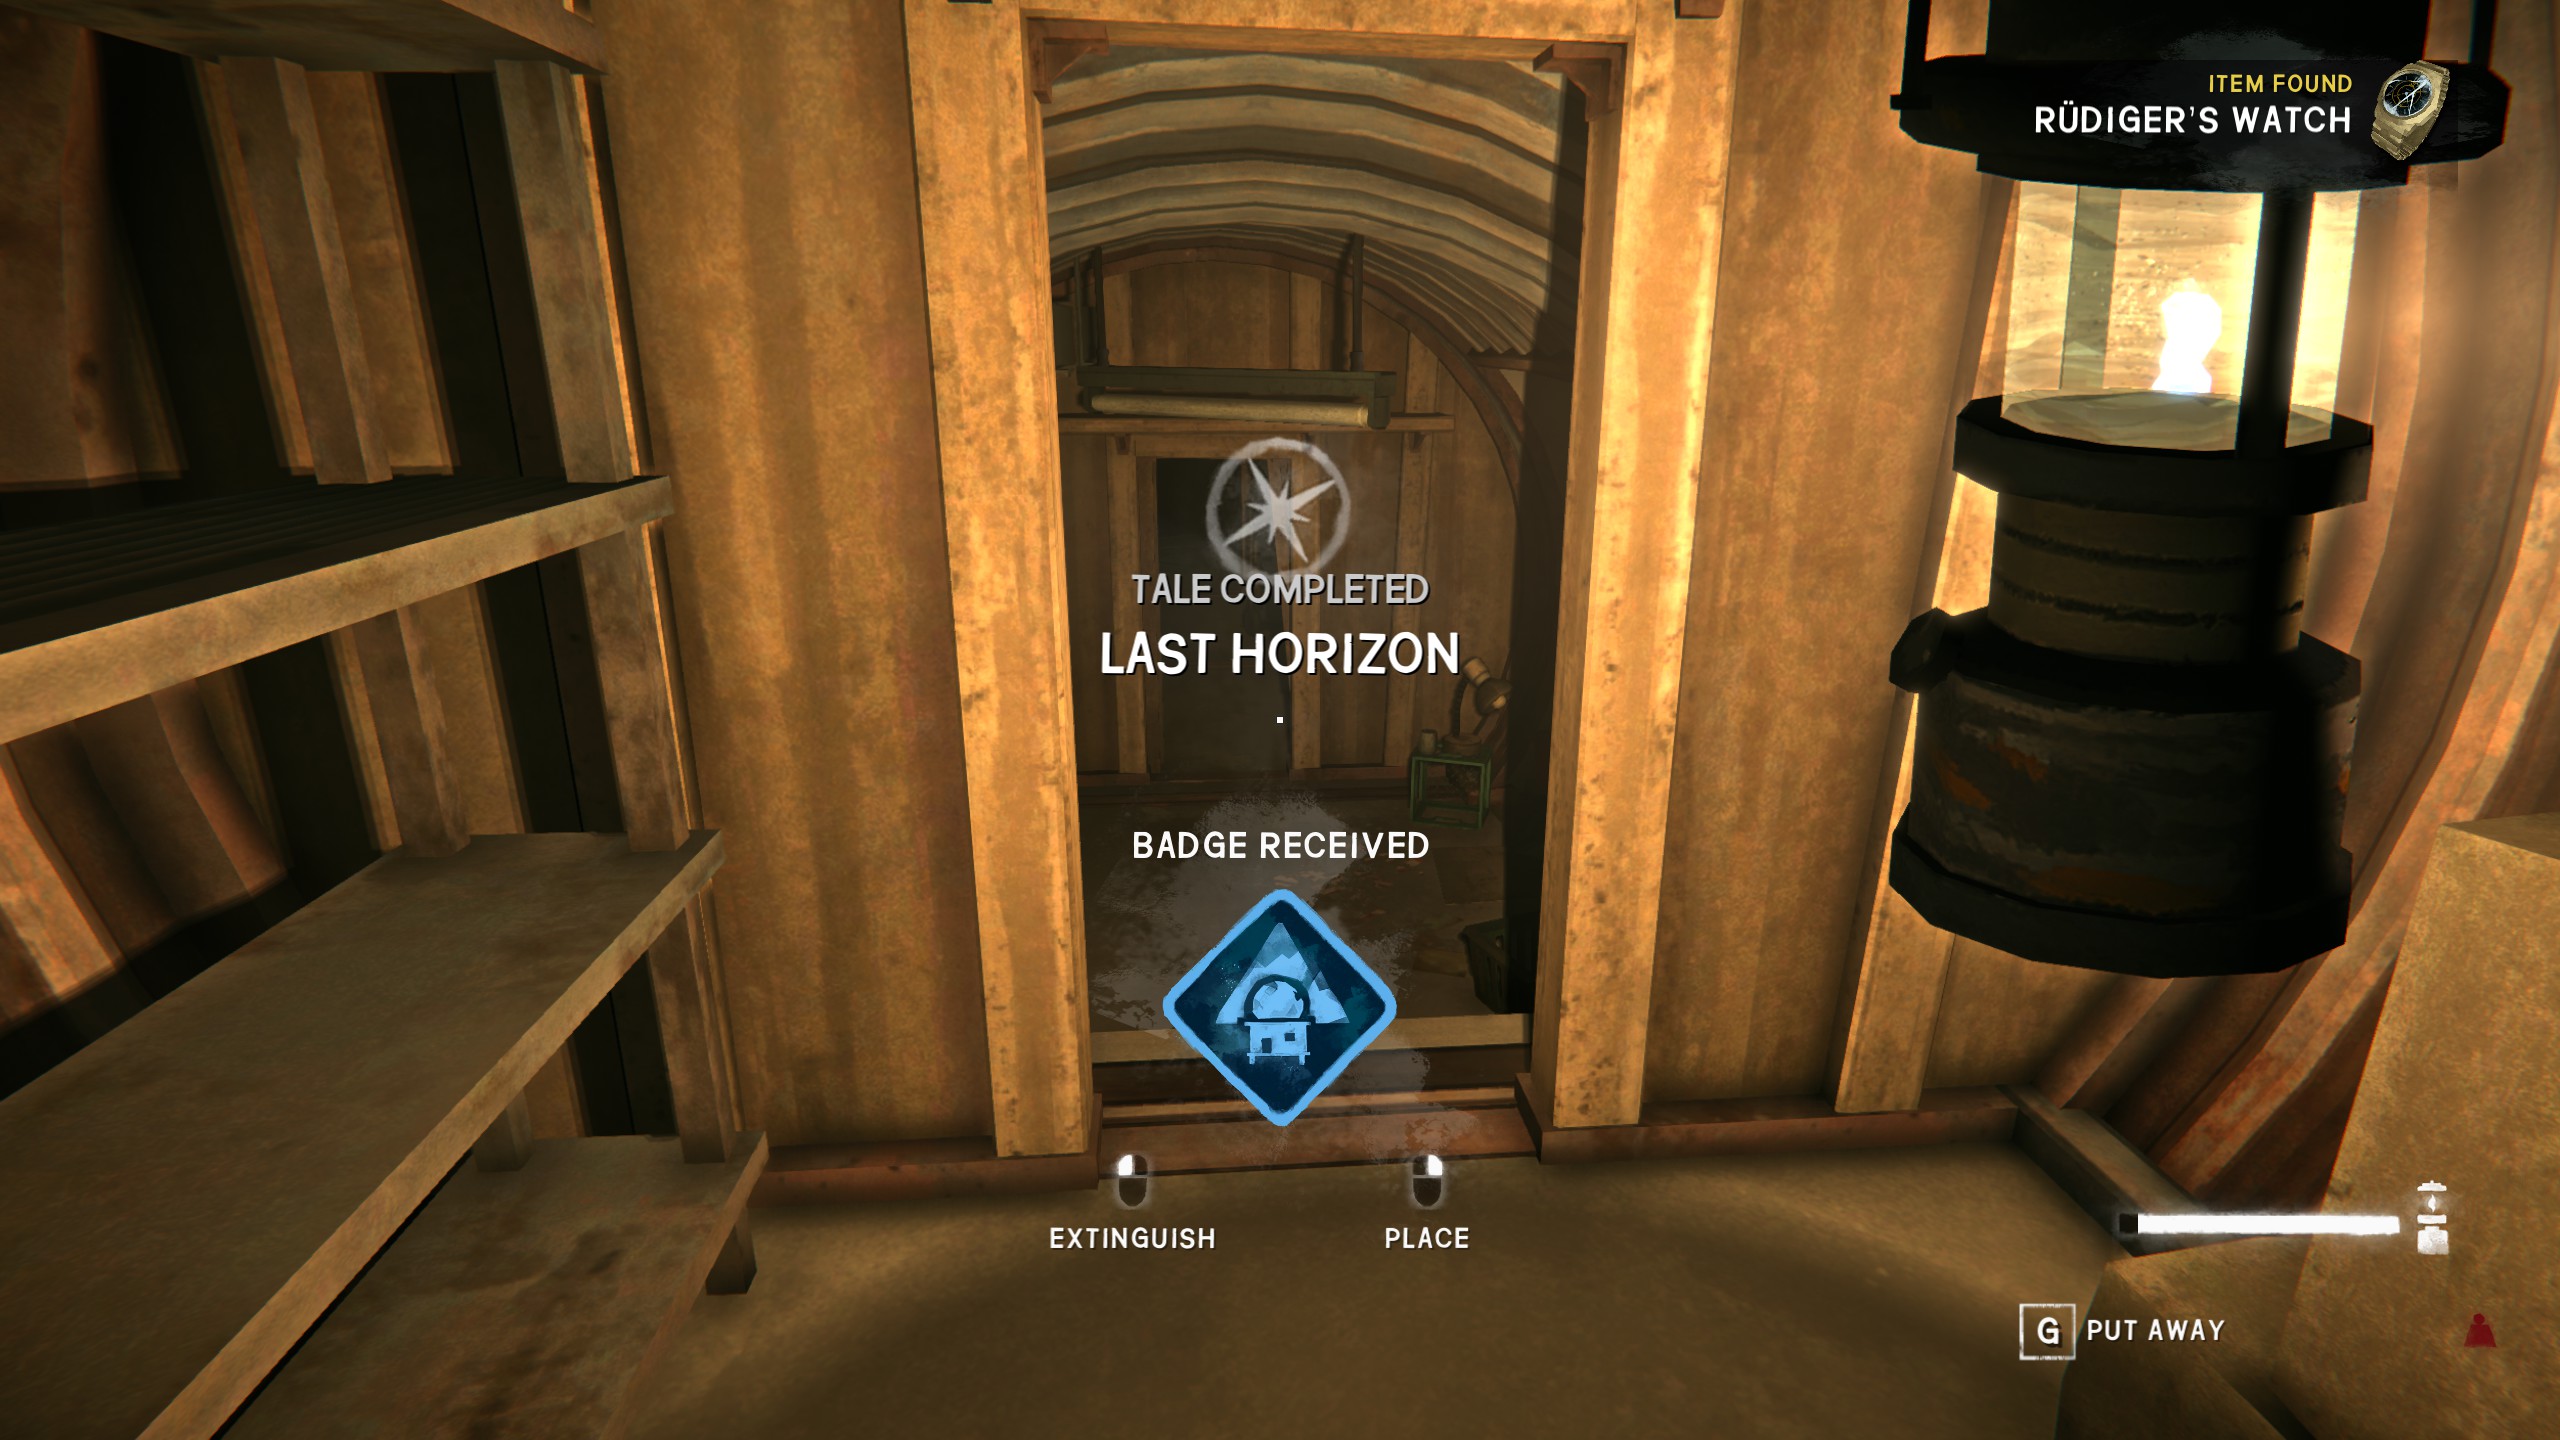 ITEM FOUND
RÜDIGER'S WATCH
TALE COMPLETED
LAST HORIZON
BADGE RECEIVED
EXTINGUISH
PLACE
G PUT AWAY